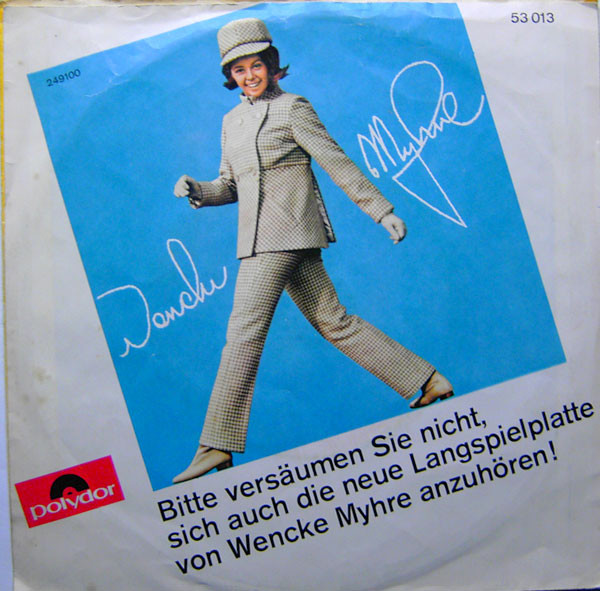 53 013
249100
Myhre
Wencke
Bitte versäumen Sie nicht,
sich auch die neue Langspielplatte
von Wencke Myhre anzuhören!
polydor